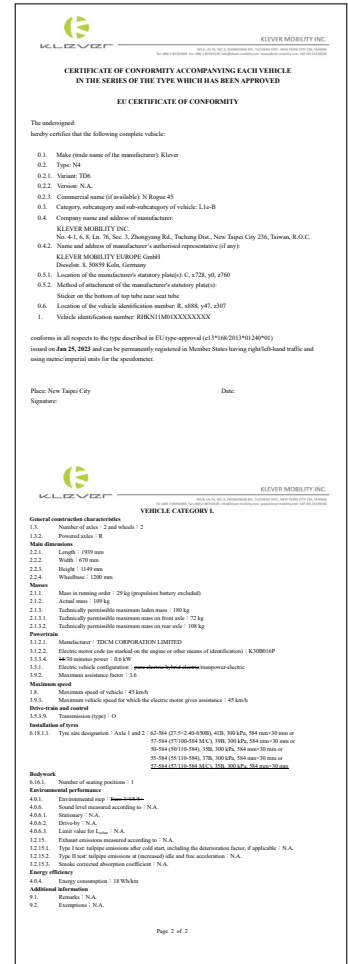 KLEVER
KLEVER MOBILITY INC.
CERTIFICATE OF CONFORMITY ACCOMPANYING EACH VEHICLE
IN THE SERIES OF THE TYPE WHICH HAS BEEN APPROVED
EU CERTIFICATE OF CONFORMITY
The undersigned:
hereby certifies that the following complete vehicle:
0.1. Make (trade name of the manufacturer): Klever
0.2. Type: N4
0.2.1. Variant: TD6
0.2.2. Version: N.A.
0.2.3. Commercial name (if available): N Rogue 45
0.3. Category, subcategory and sub-subcategory of vehicle: L1e-B
0.4. Company name and address of manufacturer:
KLEVER MOBILITY INC.
No. 4-1, 6, 8, Ln. 76, Sec. 3, Zhongyang Rd., Tucheng Dist., New Taipei City 236, Taiwan, R.O.C.
0.4.2. Name and address of manufacturer's authorised representative (if any):
KLEVER MOBILITY EUROPE GmbH
Dieselstr. 8, 50859 Koln, Germany
0.5.1. Location of the manufacturer's statutory plate(s): C, x728, y0, z760
0.5.2. Method of attachment of the manufacturer's statutory plate(s):
Sticker on the bottom of top tube near seat tube
0.6. Location of the vehicle identification number: R, x888, y47, z307
1. Vehicle identification number: RHKN11M01XXXXXXXX
conforms in all respects to the type described in EU type-approval (e13*168/2013*01240*01)
issued on Jan 25, 2023 and can be permanently registered in Member States having right/left-hand traffic and
using metric/imperial units for the speedometer.
Place: New Taipei City Date:
Signature:
KLEVER
KLEVER MOBILITY INC.
VEHICLE CATEGORY L
General construction characteristics
1.3. Number of axles：2 and wheels：2
1.3.2. Powered axles：R
Main dimensions
2.2.1. Length：1939 mm
2.2.2. Width：670 mm
2.2.3. Height：1149 mm
2.2.4. Wheelbase：1200 mm
Masses
2.1.1. Mass in running order：29 kg (propulsion battery excluded)
2.1.2. Actual mass：109 kg
2.1.3. Technically permissible maximum laden mass：180 kg
2.1.3.1. Technically permissible maximum mass on front axle：72 kg
2.1.3.2. Technically permissible maximum mass on rear axle：108 kg
Powertrain
3.1.2.1. Manufacturer：TDCM CORPORATION LIMITED
3.1.2.2. Electric motor code (as marked on the engine or other means of identification)：K30B016P
3.3.3.4. 15/30 minutes power：0.6 kW
3.3.1. Electric vehicle configuration：pure electric/hybrid electric/manpower-electric
3.9.2. Maximum assistance factor：3.6
Maximum speed
1.8. Maximum speed of vehicle：45 km/h
3.9.3. Maximum vehicle speed for which the electric motor gives assistance：45 km/h
Drive-train and control
3.5.3.9. Transmission (type)：O
Installation of tyres
6.18.1.1. Tyre size designation：Axle 1 and 2：62-584 (27.5×2.40-650B), 41B, 300 kPa, 584 mm×30 mm or
57-584 (57/100-584 M/C), 39B, 300 kPa, 584 mm×30 mm or
50-584 (50/110-584), 35B, 300 kPa, 584 mm×30 mm or
55-584 (55/110-584), 37B, 300 kPa, 584 mm×30 mm or
57-584 (57/110-584 M/C), 35B, 300 kPa, 584 mm×30 mm
Bodywork
6.16.1. Number of seating positions：1
Environmental performance
4.0.1. Environmental step：
4.0.6. Sound level measured according to：N.A.
4.0.6.1. Stationary：N.A.
4.0.6.2. Drive-by：N.A.
4.0.6.3. Limit value for Lurban：N.A.
3.2.15. Exhaust emissions measured according to：N.A.
3.2.15.1. Type I test: tailpipe emissions after cold start, including the deterioration factor, if applicable：N.A.
3.2.15.2. Type II test: tailpipe emissions at (increased) idle and free acceleration：N.A.
3.2.15.3. Smoke corrected absorption coefficient：N.A.
Energy efficiency
4.0.4. Energy consumption：18 Wh/km
Additional information
9.1. Remarks：N.A.
9.2. Exemptions：N.A.
Page 2 of 2